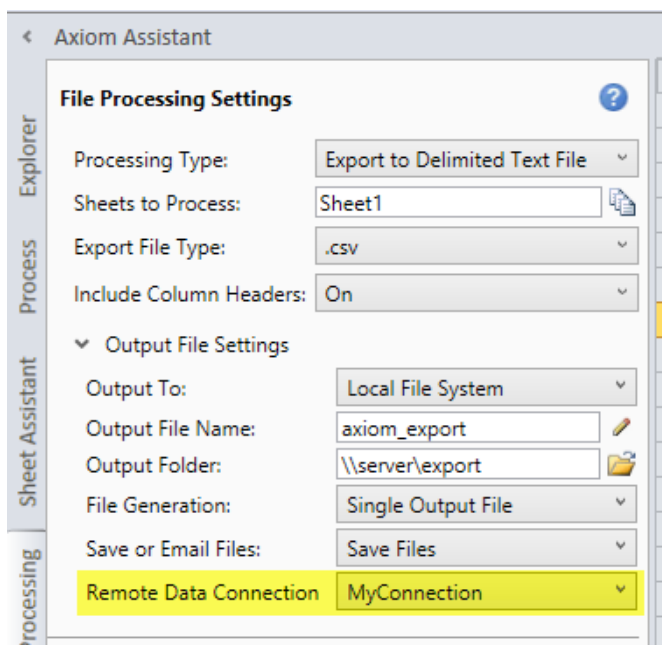 Axiom Assistant
File Processing Settings
Explorer
Process
Sheet Assistant
Processing
Processing Type: Export to Delimited Text File
Sheets to Process: Sheet1
Export File Type: .csv
Include Column Headers: On
Output File Settings
Output To: Local File System
Output File Name: axiom_export
Output Folder: \\server\export
File Generation: Single Output File
Save or Email Files: Save Files
Remote Data Connection MyConnection